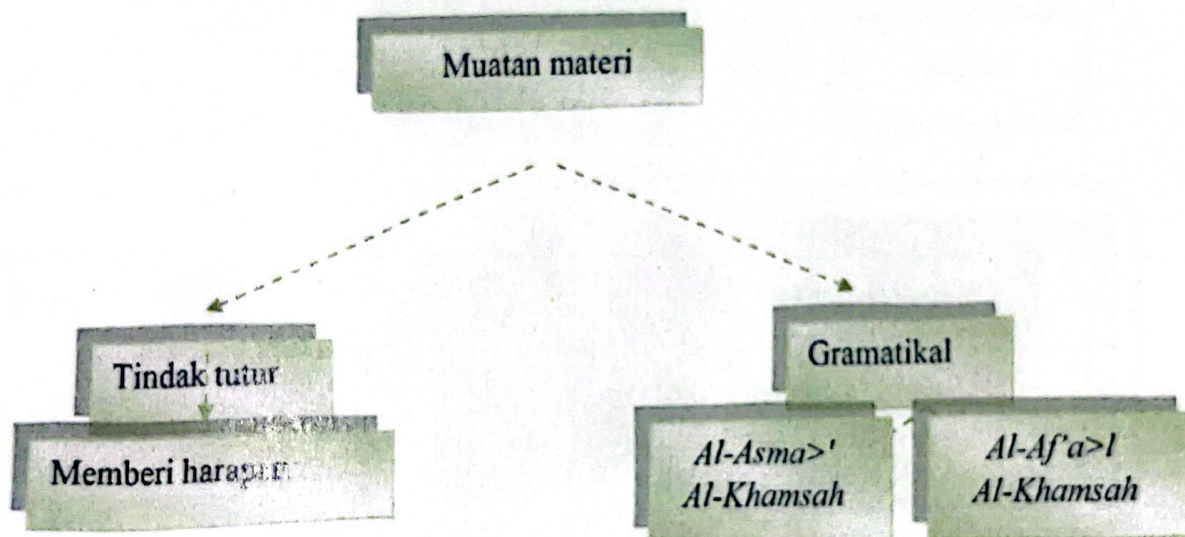 Muatan materi
Tindak tutur
Memberi harapan
Gramatikal
Al-Asma>'
Al-Khamsah
Al-Af'a>l
Al-Khamsah